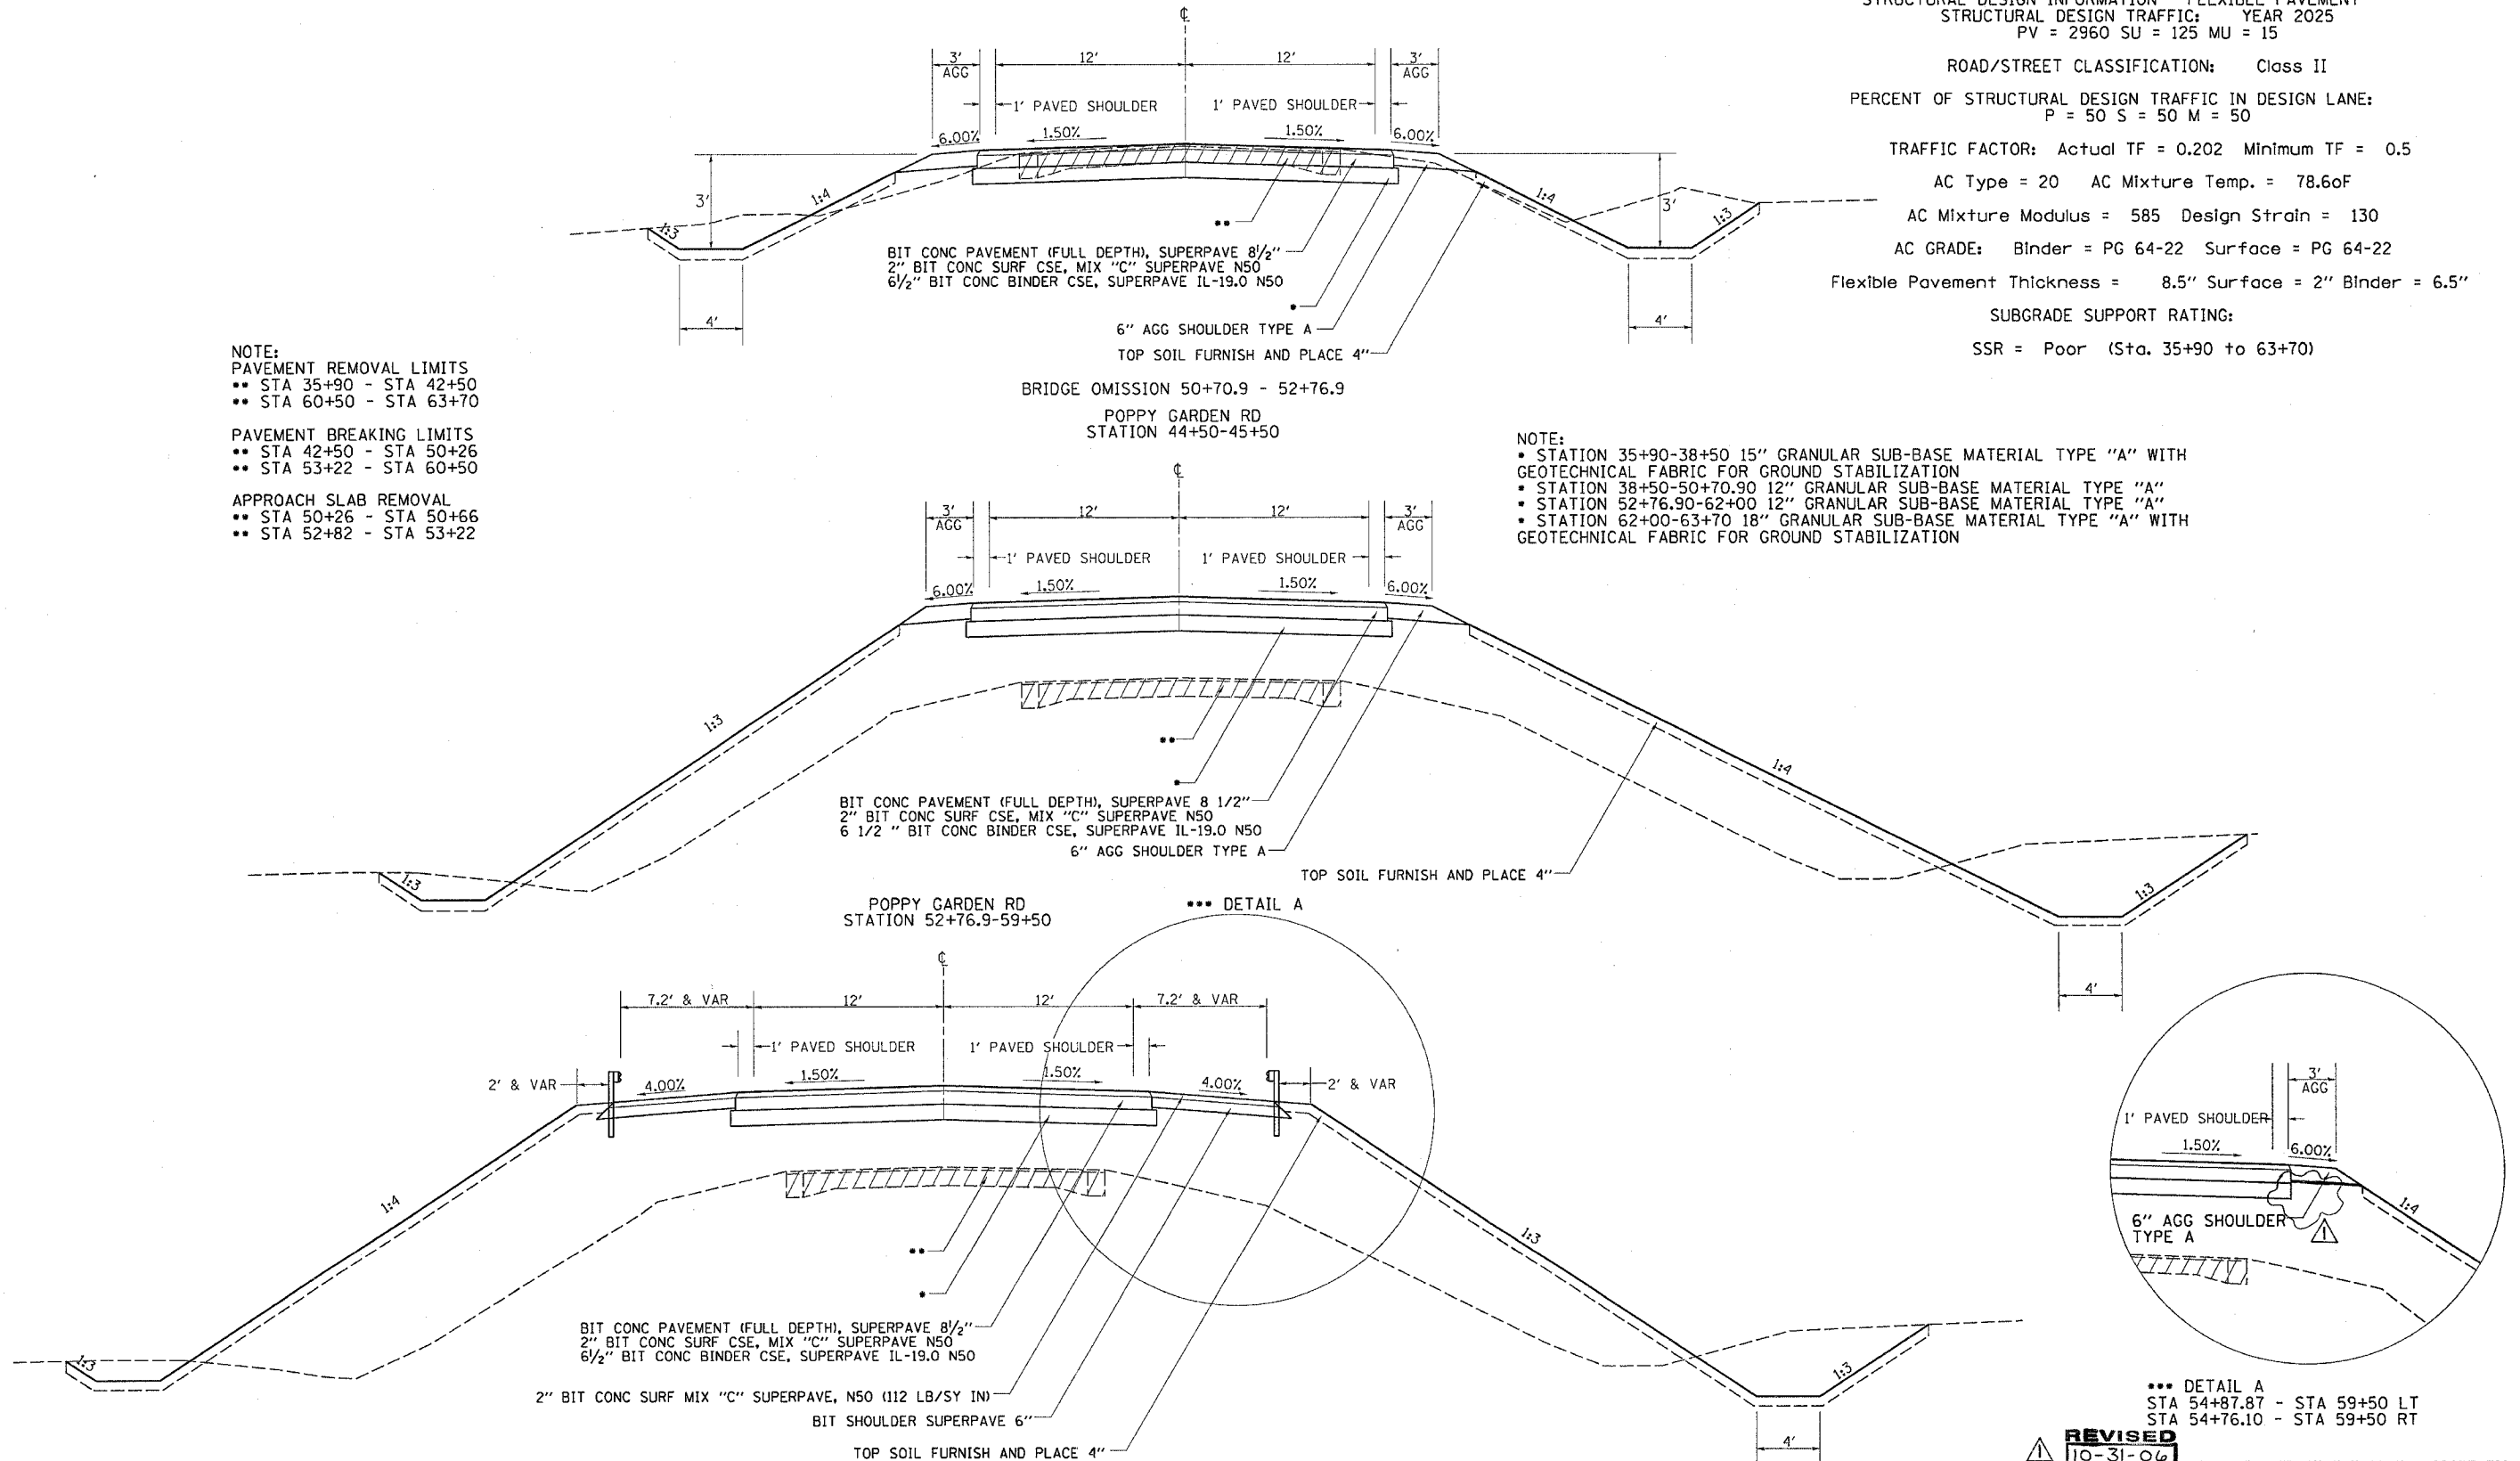 STRUCTURAL DESIGN INFORMATION FLEXIBLE PAVEMENT
STRUCTURAL DESIGN TRAFFIC: YEAR 2025
PV = 2960 SU = 125 MU = 15
ROAD/STREET CLASSIFICATION: Class II
PERCENT OF STRUCTURAL DESIGN TRAFFIC IN DESIGN LANE:
P = 50 S = 50 M = 50
TRAFFIC FACTOR: Actual TF = 0.202 Minimum TF = 0.5
AC Type = 20 AC Mixture Temp. = 78.6oF
AC Mixture Modulus = 585 Design Strain = 130
AC GRADE: Binder = PG 64-22 Surface = PG 64-22
Flexible Pavement Thickness = 8.5" Surface = 2" Binder = 6.5"
SUBGRADE SUPPORT RATING:
SSR = Poor (Sta. 35+90 to 63+70)
℄
3' AGG 12' 12' 3' AGG
1' PAVED SHOULDER 1' PAVED SHOULDER
6.00% 1.50% 1.50% 6.00%
3' 1:4 1:4 3'
1:3 1:3
••
BIT CONC PAVEMENT (FULL DEPTH), SUPERPAVE 8½"
2" BIT CONC SURF CSE, MIX "C" SUPERPAVE N50
6½" BIT CONC BINDER CSE, SUPERPAVE IL-19.0 N50
•
4' 4'
6" AGG SHOULDER TYPE A
TOP SOIL FURNISH AND PLACE 4"
BRIDGE OMISSION 50+70.9 - 52+76.9
POPPY GARDEN RD
STATION 44+50-45+50
NOTE:
PAVEMENT REMOVAL LIMITS
•• STA 35+90 - STA 42+50
•• STA 60+50 - STA 63+70
PAVEMENT BREAKING LIMITS
•• STA 42+50 - STA 50+26
•• STA 53+22 - STA 60+50
APPROACH SLAB REMOVAL
•• STA 50+26 - STA 50+66
•• STA 52+82 - STA 53+22
NOTE:
• STATION 35+90-38+50 15" GRANULAR SUB-BASE MATERIAL TYPE "A" WITH
GEOTECHNICAL FABRIC FOR GROUND STABILIZATION
• STATION 38+50-50+70.90 12" GRANULAR SUB-BASE MATERIAL TYPE "A"
• STATION 52+76.90-62+00 12" GRANULAR SUB-BASE MATERIAL TYPE "A"
• STATION 62+00-63+70 18" GRANULAR SUB-BASE MATERIAL TYPE "A" WITH
GEOTECHNICAL FABRIC FOR GROUND STABILIZATION
℄
3' AGG 12' 12' 3' AGG
1' PAVED SHOULDER 1' PAVED SHOULDER
6.00% 1.50% 1.50% 6.00%
1:3 1:4
••
•
BIT CONC PAVEMENT (FULL DEPTH), SUPERPAVE 8 1/2"
2" BIT CONC SURF CSE, MIX "C" SUPERPAVE N50
6 1/2 " BIT CONC BINDER CSE, SUPERPAVE IL-19.0 N50
6" AGG SHOULDER TYPE A
TOP SOIL FURNISH AND PLACE 4"
1:3 1:3
4'
POPPY GARDEN RD
STATION 52+76.9-59+50
••• DETAIL A
℄
7.2' & VAR 12' 12' 7.2' & VAR
1' PAVED SHOULDER 1' PAVED SHOULDER
2' & VAR 4.00% 1.50% 1.50% 4.00% 2' & VAR
1:4 1:3
••
•
1:3 1:3
BIT CONC PAVEMENT (FULL DEPTH), SUPERPAVE 8½"
2" BIT CONC SURF CSE, MIX "C" SUPERPAVE N50
6½" BIT CONC BINDER CSE, SUPERPAVE IL-19.0 N50
2" BIT CONC SURF MIX "C" SUPERPAVE, N50 (112 LB/SY IN)
BIT SHOULDER SUPERPAVE 6"
TOP SOIL FURNISH AND PLACE 4"
4'
3'
AGG
1' PAVED SHOULDER
1.50% 6.00%
1:4
6" AGG SHOULDER
TYPE A
1
••• DETAIL A
STA 54+87.87 - STA 59+50 LT
STA 54+76.10 - STA 59+50 RT
1 REVISED
10-31-06